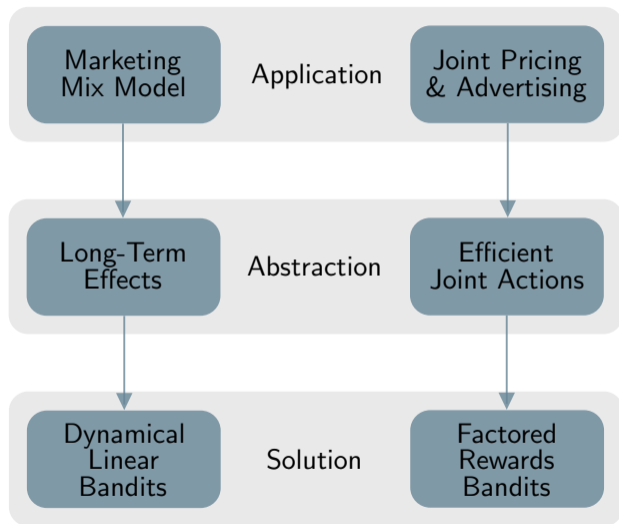 Marketing
Mix Model
Application
Joint Pricing
& Advertising
Long-Term
Effects
Abstraction
Efficient
Joint Actions
Dynamical
Linear
Bandits
Solution
Factored
Rewards
Bandits